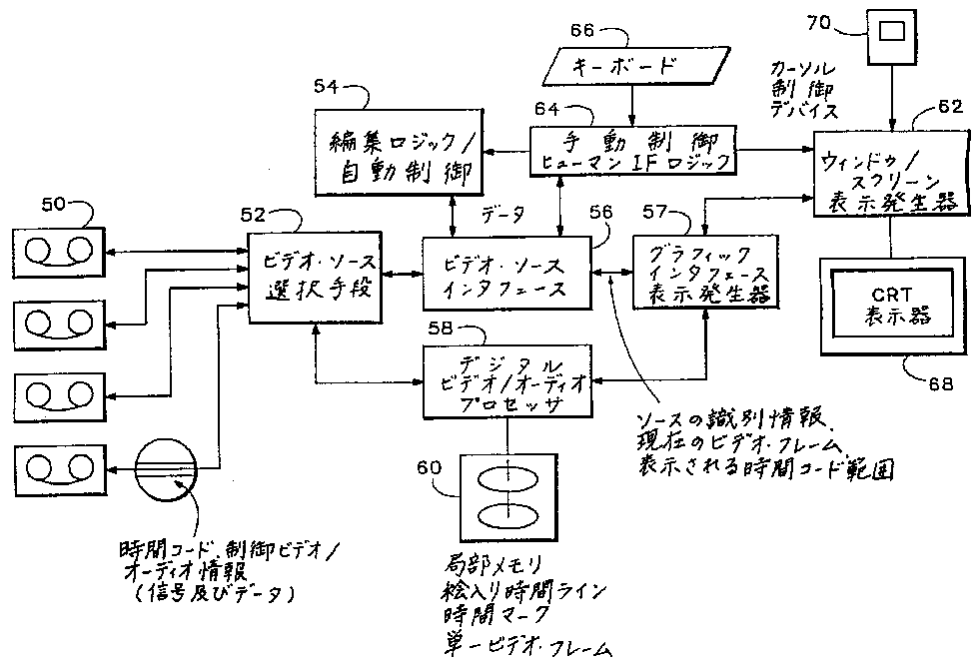 66
キーボード
70
カーソル
制御
デバイス
54
編集ロジック/
自動制御
64
手動制御
ヒューマンIFロジック
62
ウィンドゥ/
スクリーン
表示発生器
50
52
ビデオ・ソース
選択手段
データ
56
ビデオ・ソース
インタフェース
57
グラフィック
インタフェース
表示発生器
CRT
表示器
68
58
デジタル
ビデオ/オーディオ
プロセッサ
ソースの識別情報、
現在のビデオ・フレーム、
表示される時間コード範囲
60
時間コード、制御ビデオ/
オーディオ情報
(信号及びデータ)
局部メモリ
絵入り時間ライン
時間マーク
単一ビデオ・フレーム